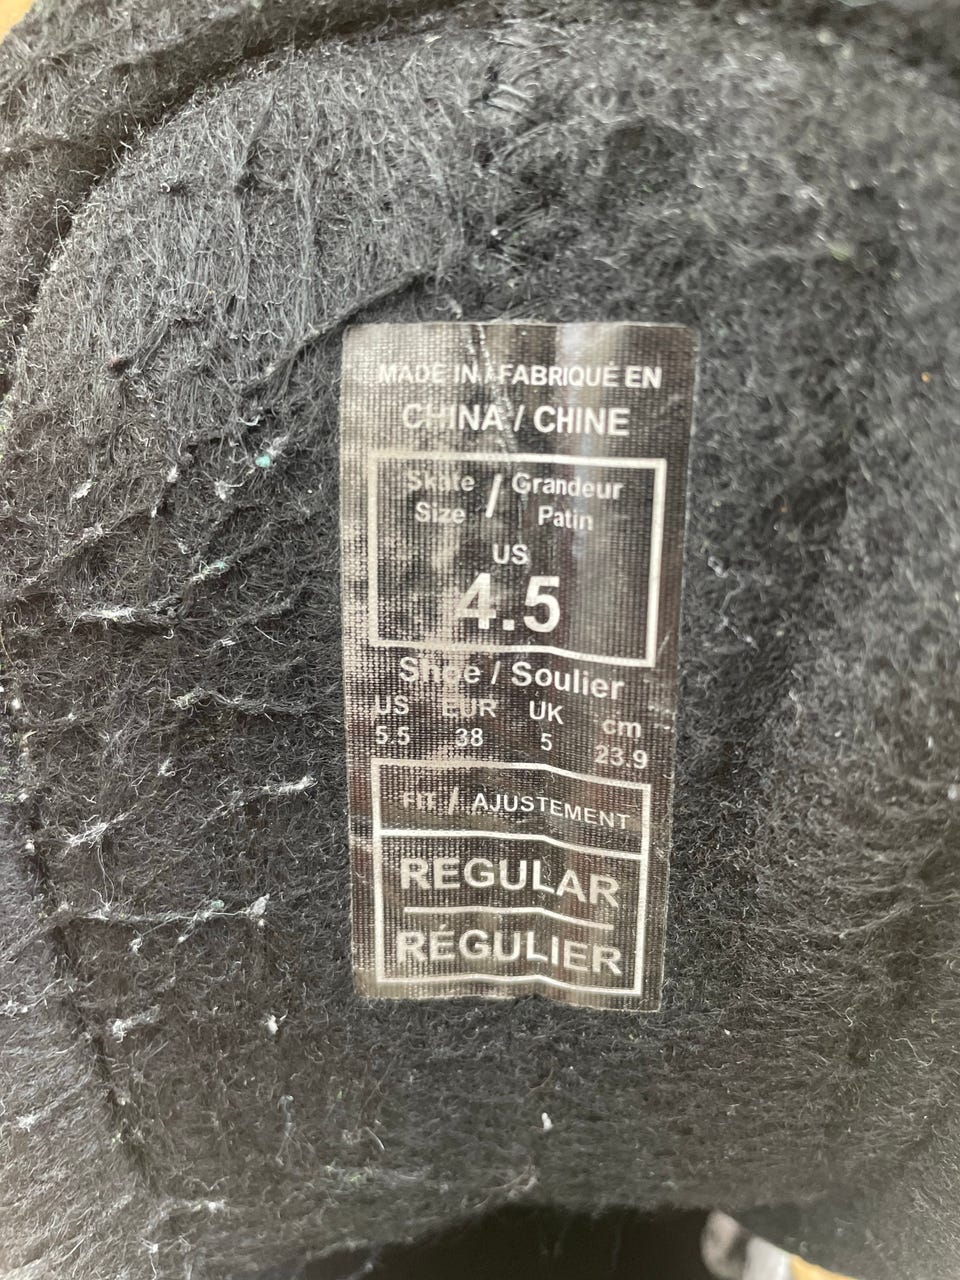 MADE IN / FABRIQUÉ EN
CHINA / CHINE
Skate Size / Grandeur Patin
US
4.5
Shoe / Soulier
US EUR UK cm
5.5 38 5 23.9
FIT / AJUSTEMENT
REGULAR
RÉGULIER